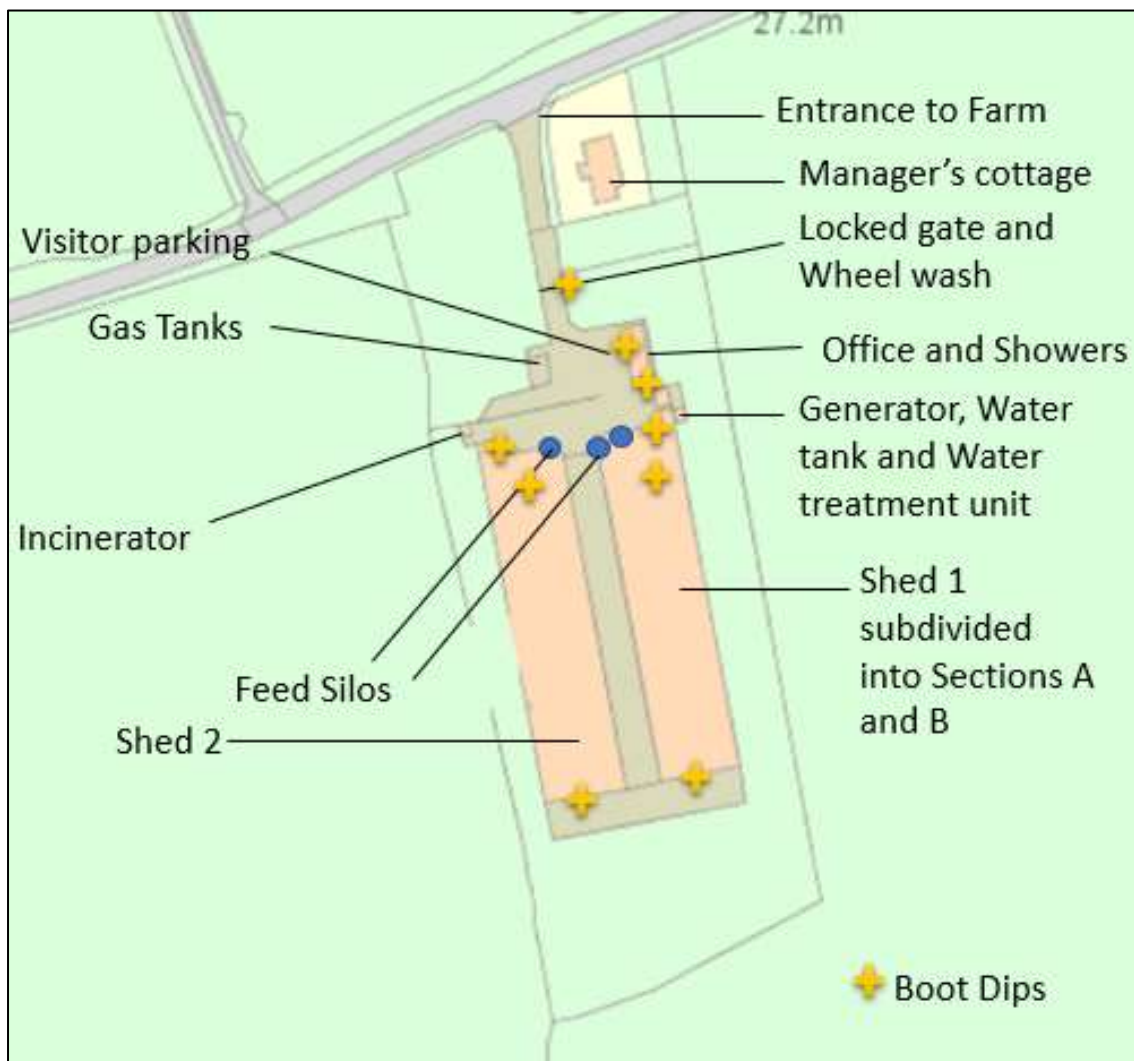 27.2m
Entrance to Farm
Manager's cottage
Locked gate and
Wheel wash
Visitor parking
Gas Tanks
Office and Showers
Generator, Water
tank and Water
treatment unit
Incinerator
Shed 1
subdivided
into Sections A
and B
Feed Silos
Shed 2
Boot Dips